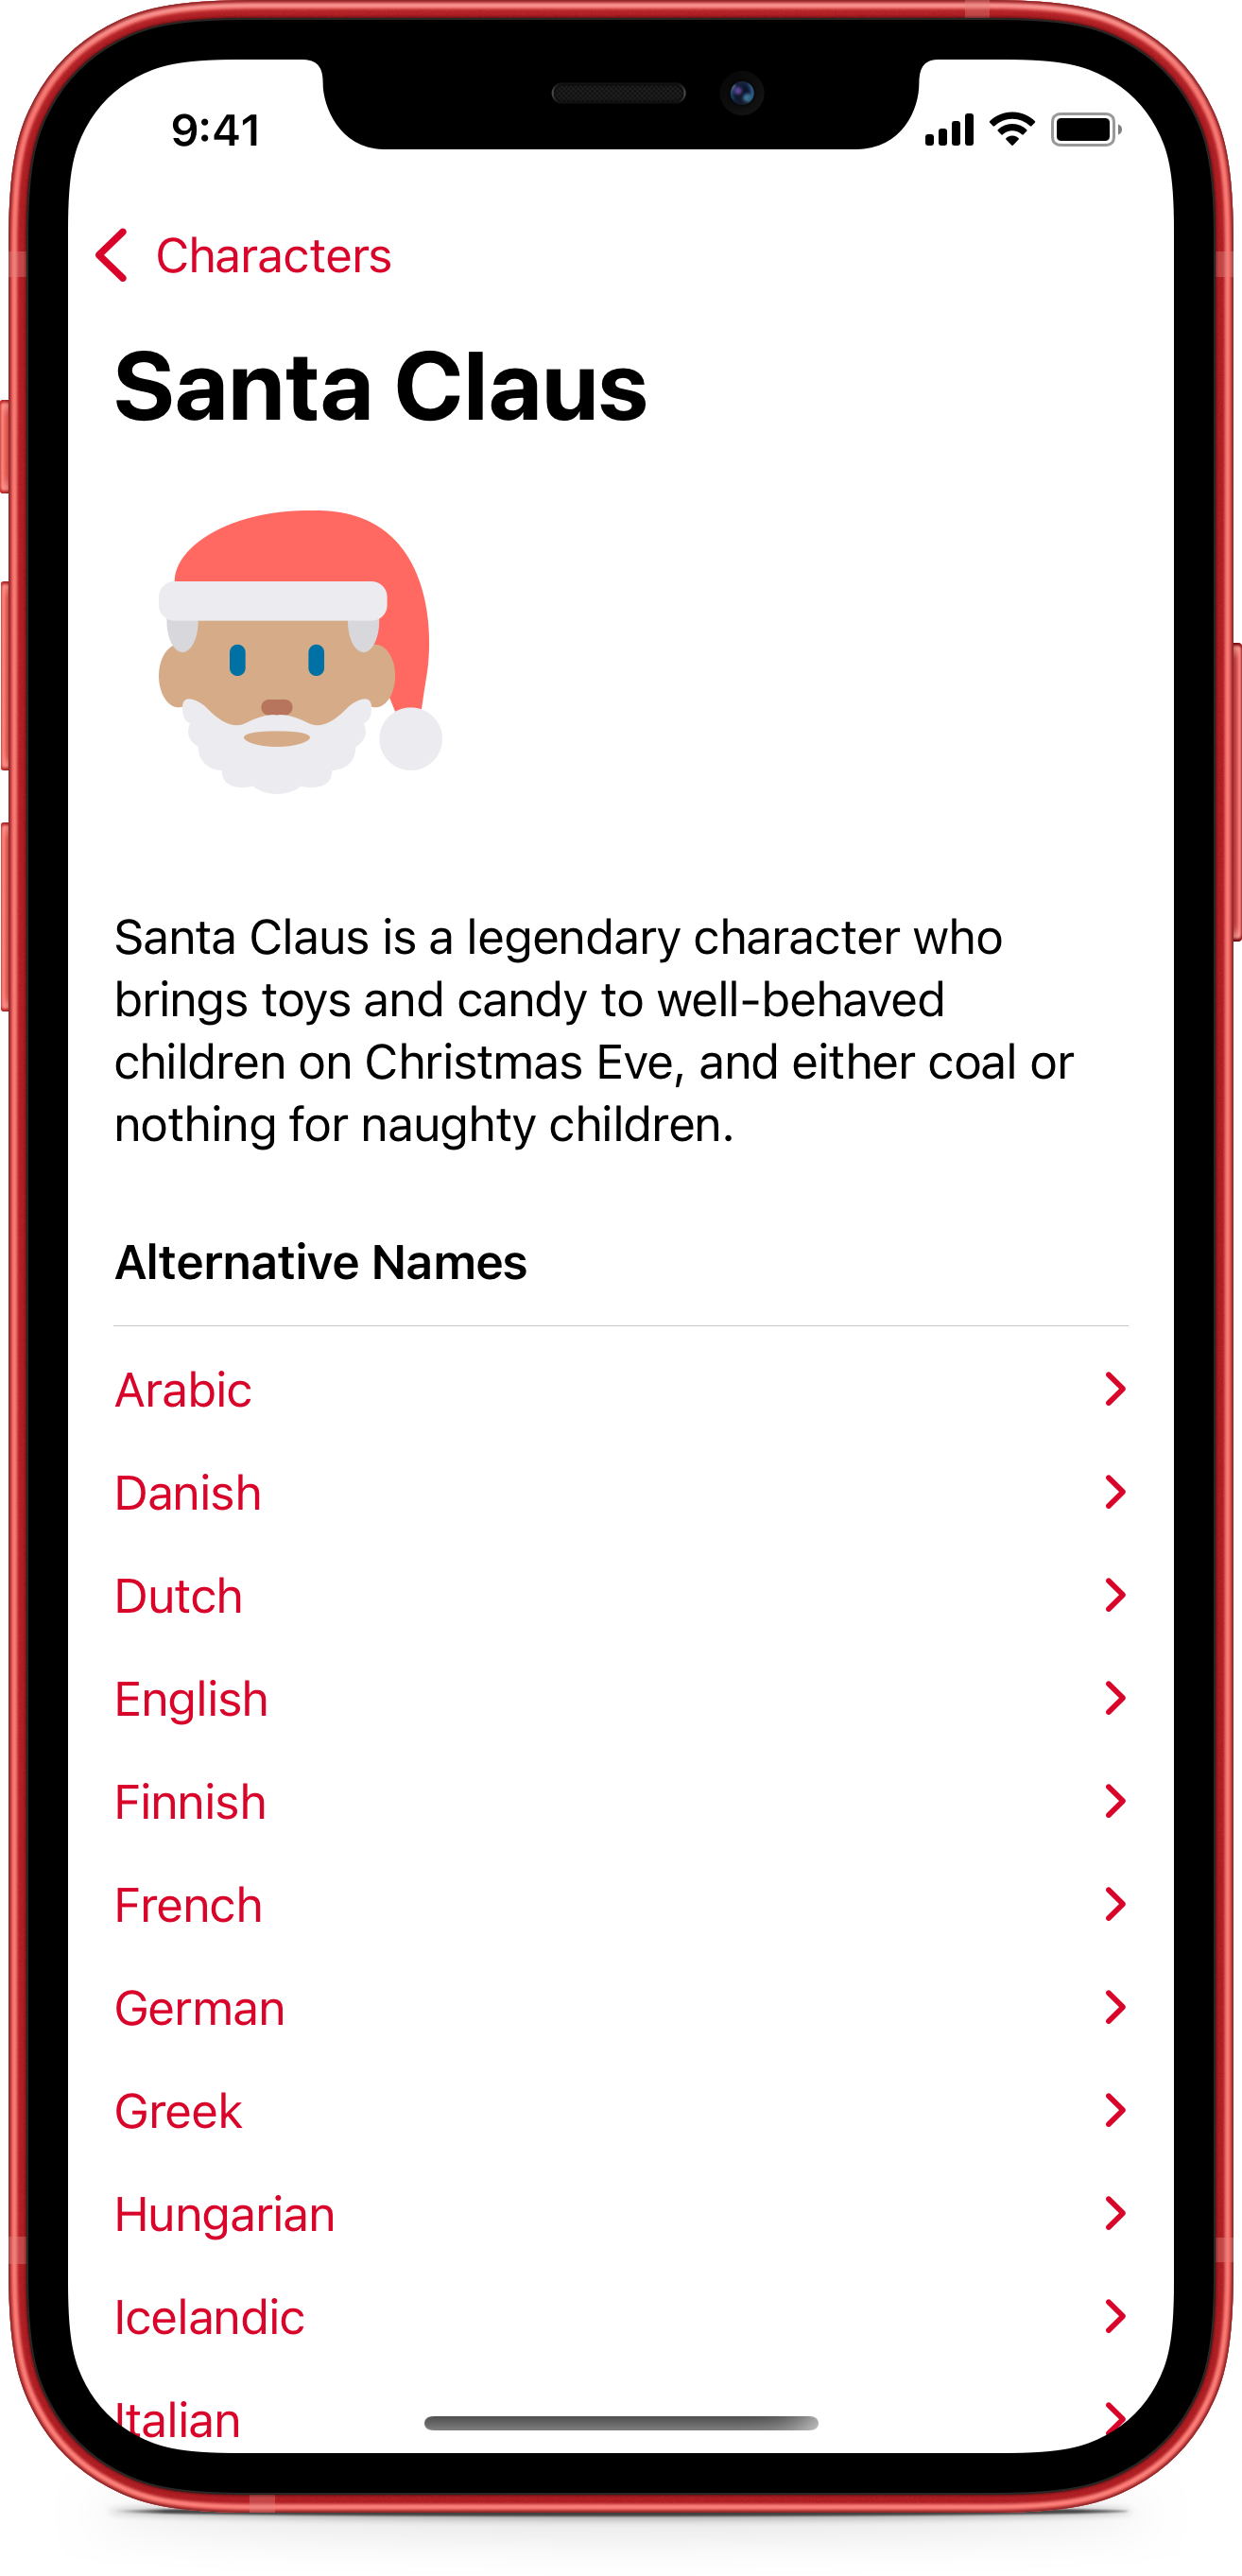 9:41
Characters
Santa Claus
Santa Claus is a legendary character who
brings toys and candy to well-behaved
children on Christmas Eve, and either coal or
nothing for naughty children.
Alternative Names
Arabic
Danish
Dutch
English
Finnish
French
German
Greek
Hungarian
Icelandic
Italian